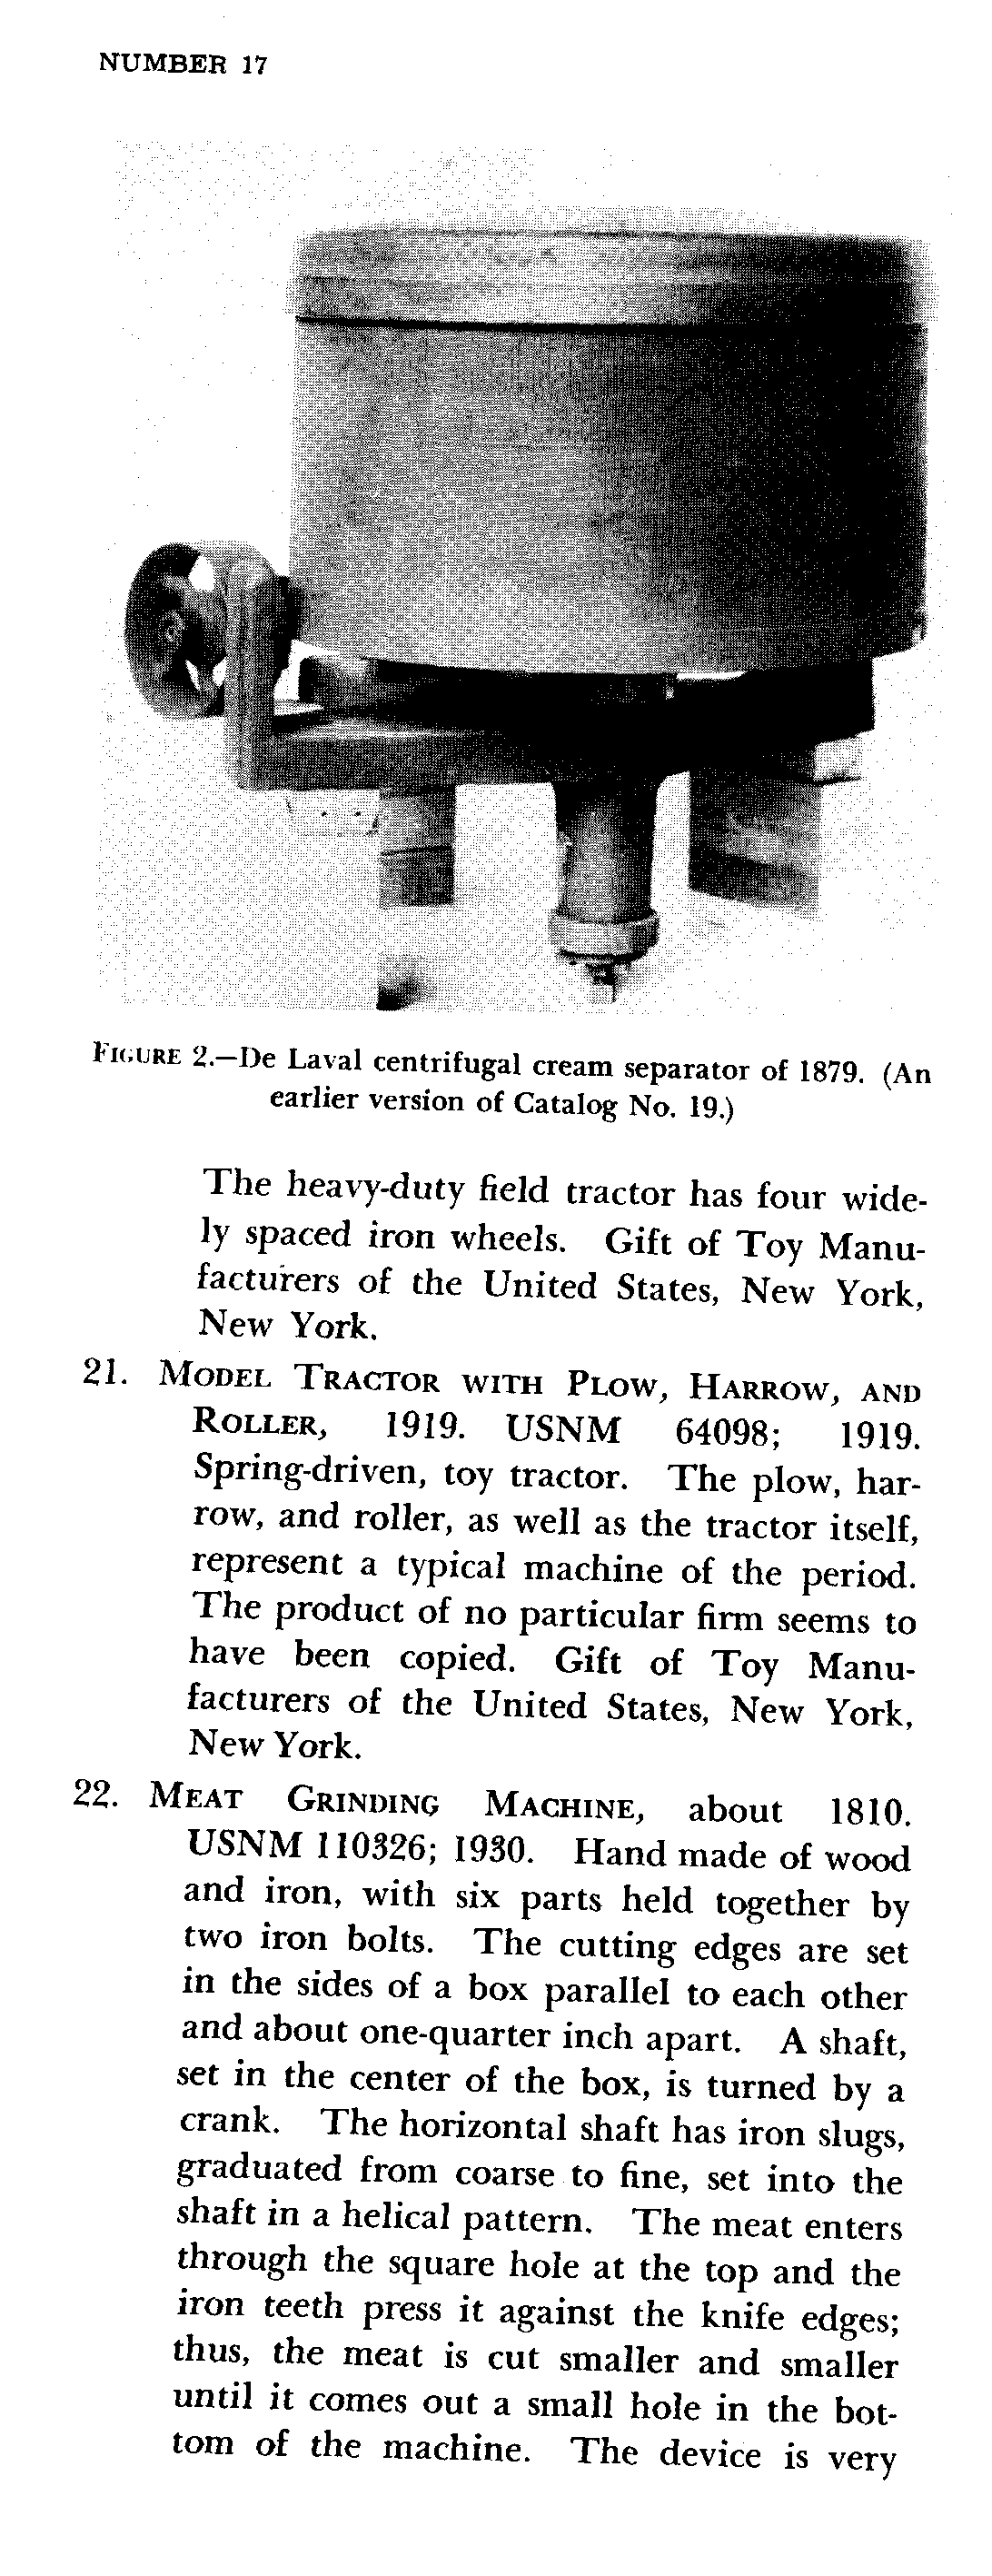 NUMBER 17
FIGURE 2.—De Laval centrifugal cream separator of 1879. (An
earlier version of Catalog No. 19.)
The heavy-duty field tractor has four wide-
ly spaced iron wheels. Gift of Toy Manu-
facturers of the United States, New York,
New York.
21. MODEL TRACTOR WITH PLOW, HARROW, AND
ROLLER, 1919. USNM 64098; 1919.
Spring-driven, toy tractor. The plow, har-
row, and roller, as well as the tractor itself,
represent a typical machine of the period.
The product of no particular firm seems to
have been copied. Gift of Toy Manu-
facturers of the United States, New York,
New York.
22. MEAT GRINDING MACHINE, about 1810.
USNM 110326; 1930. Hand made of wood
and iron, with six parts held together by
two iron bolts. The cutting edges are set
in the sides of a box parallel to each other
and about one-quarter inch apart. A shaft,
set in the center of the box, is turned by a
crank. The horizontal shaft has iron slugs,
graduated from coarse to fine, set into the
shaft in a helical pattern. The meat enters
through the square hole at the top and the
iron teeth press it against the knife edges;
thus, the meat is cut smaller and smaller
until it comes out a small hole in the bot-
tom of the machine. The device is very